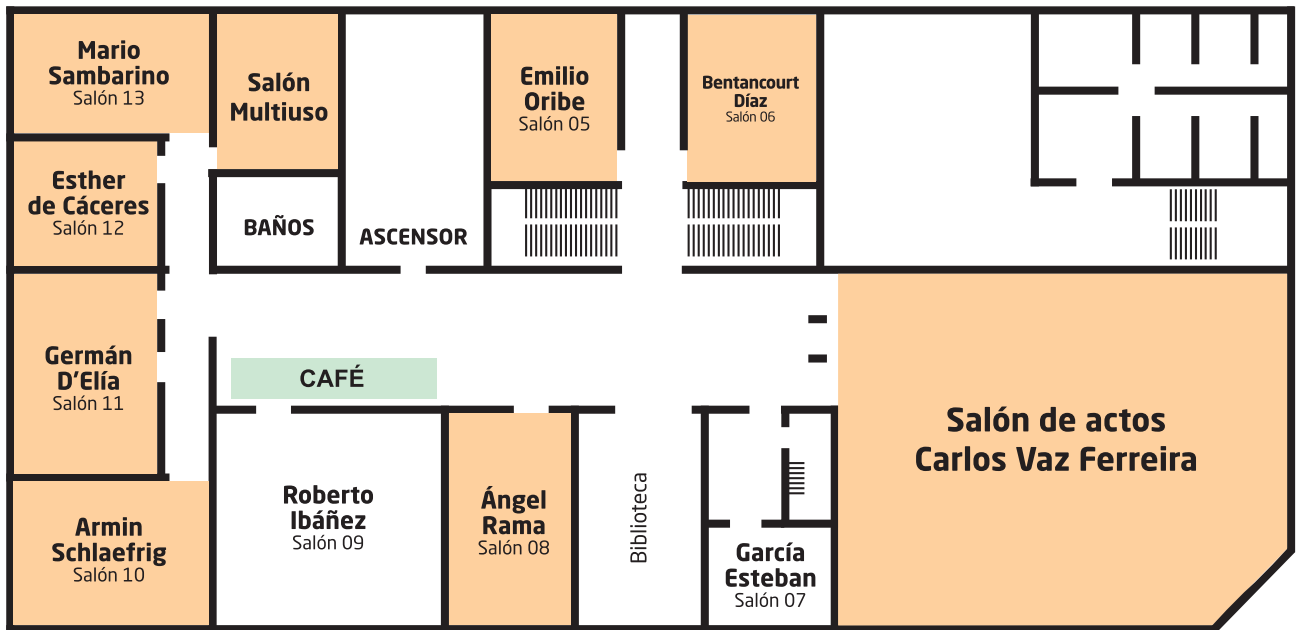 Mario
Sambarino
Salón 13
Salón
Multiuso
Emilio
Oribe
Salón 05
Bentancourt
Díaz
Salón 06
Esther
de Cáceres
Salón 12
BAÑOS
ASCENSOR
Germán
D'Elía
Salón 11
CAFÉ
Salón de actos
Carlos Vaz Ferreira
Armin
Schlaefrig
Salón 10
Roberto
Ibáñez
Salón 09
Ángel
Rama
Salón 08
Biblioteca
García
Esteban
Salón 07